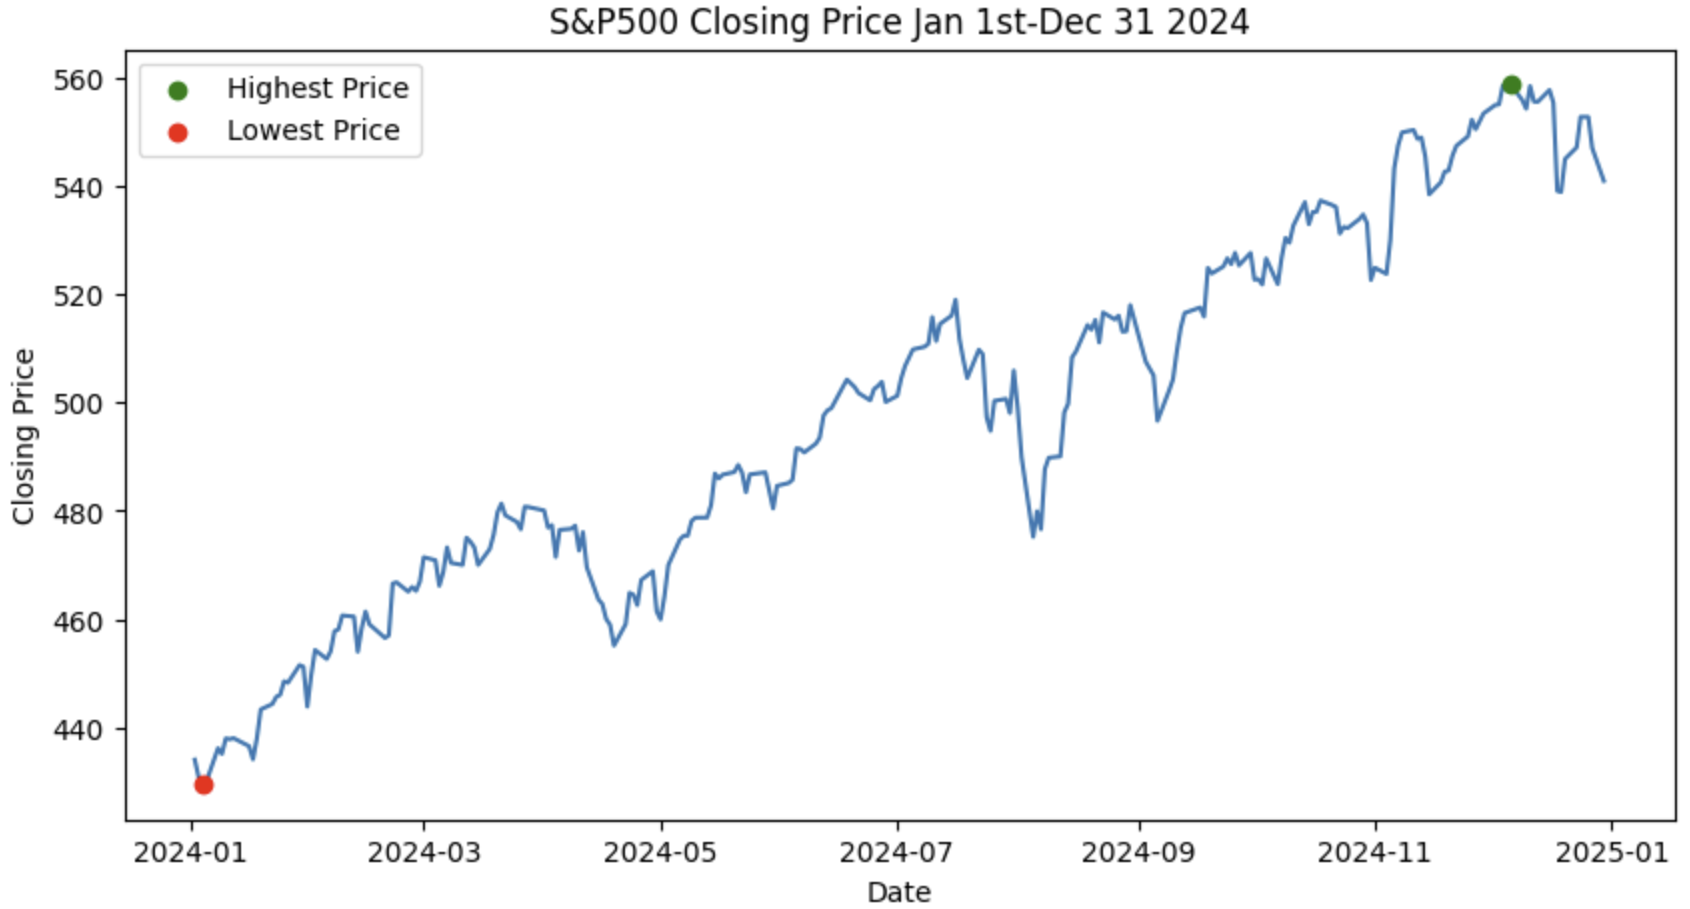 S&P500 Closing Price Jan 1st-Dec 31 2024
Highest Price
Lowest Price
Closing Price
560
540
520
500
480
460
440
2024-01 2024-03 2024-05 2024-07 2024-09 2024-11 2025-01
Date